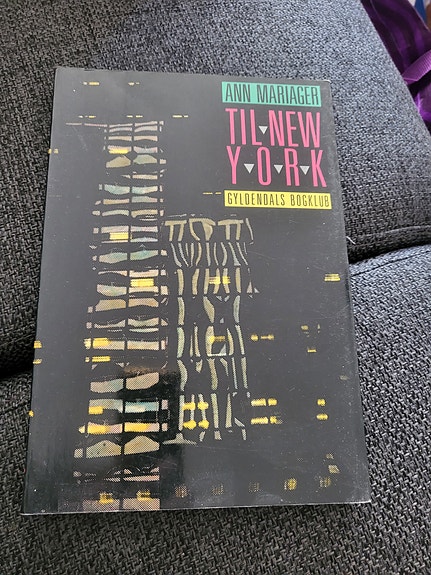 ANN MARIAGER
TIL NEW
YORK
GYLDENDALS BOGKLUB